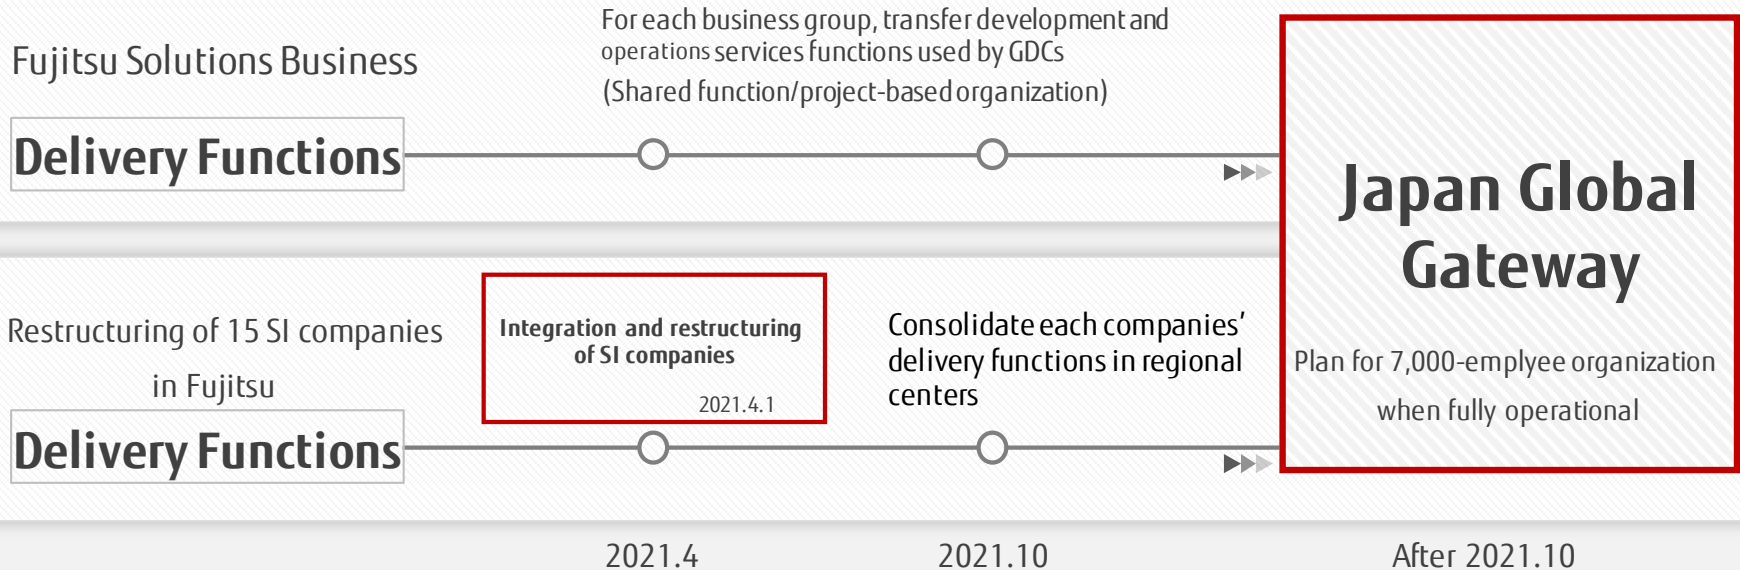 Fujitsu Solutions Business
Delivery Functions
For each business group, transfer development and
operations services functions used by GDCs
(Shared function/project-based organization)
Restructuring of 15 SI companies
in Fujitsu
Delivery Functions
Integration and restructuring
of SI companies
2021.4.1
Consolidate each companies’
delivery functions in regional
centers
Japan Global
Gateway
Plan for 7,000-emplyee organization
when fully operational
2021.4
2021.10
After 2021.10